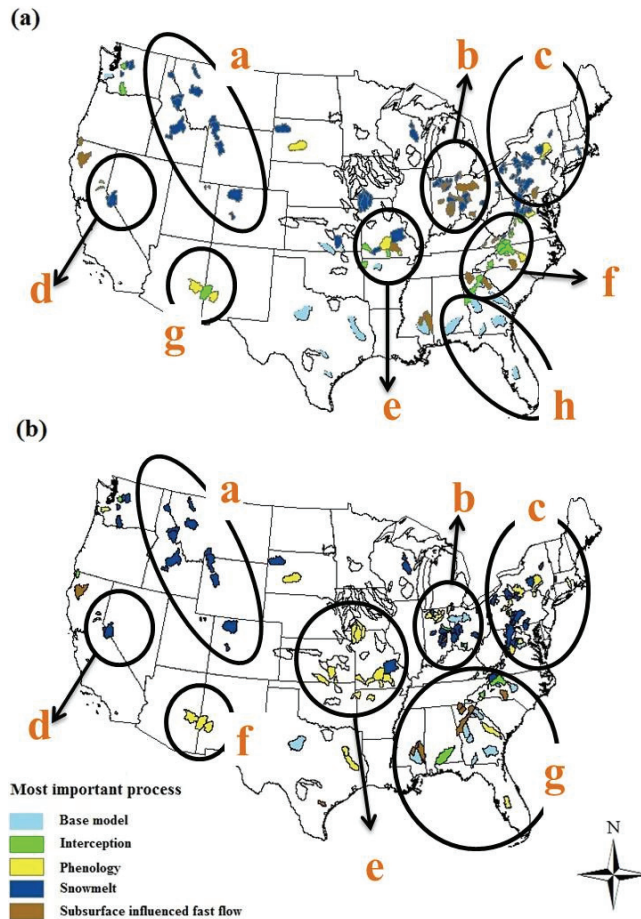 (a)
a
b
c
d
g
e
f
h
(b)
a
b
c
d
f
e
g
Most important process
Base model
Interception
Phenology
Snowmelt
Subsurface influenced fast flow
N